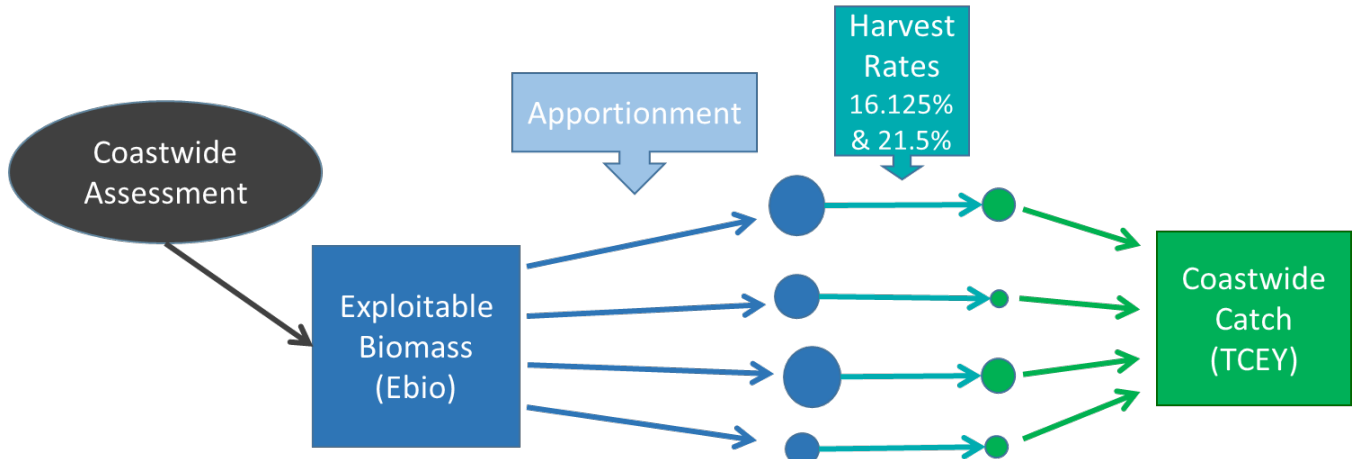 Coastwide
Assessment
Exploitable
Biomass
(Ebio)
Apportionment
Harvest
Rates
16.125%
& 21.5%
Coastwide
Catch
(TCEY)